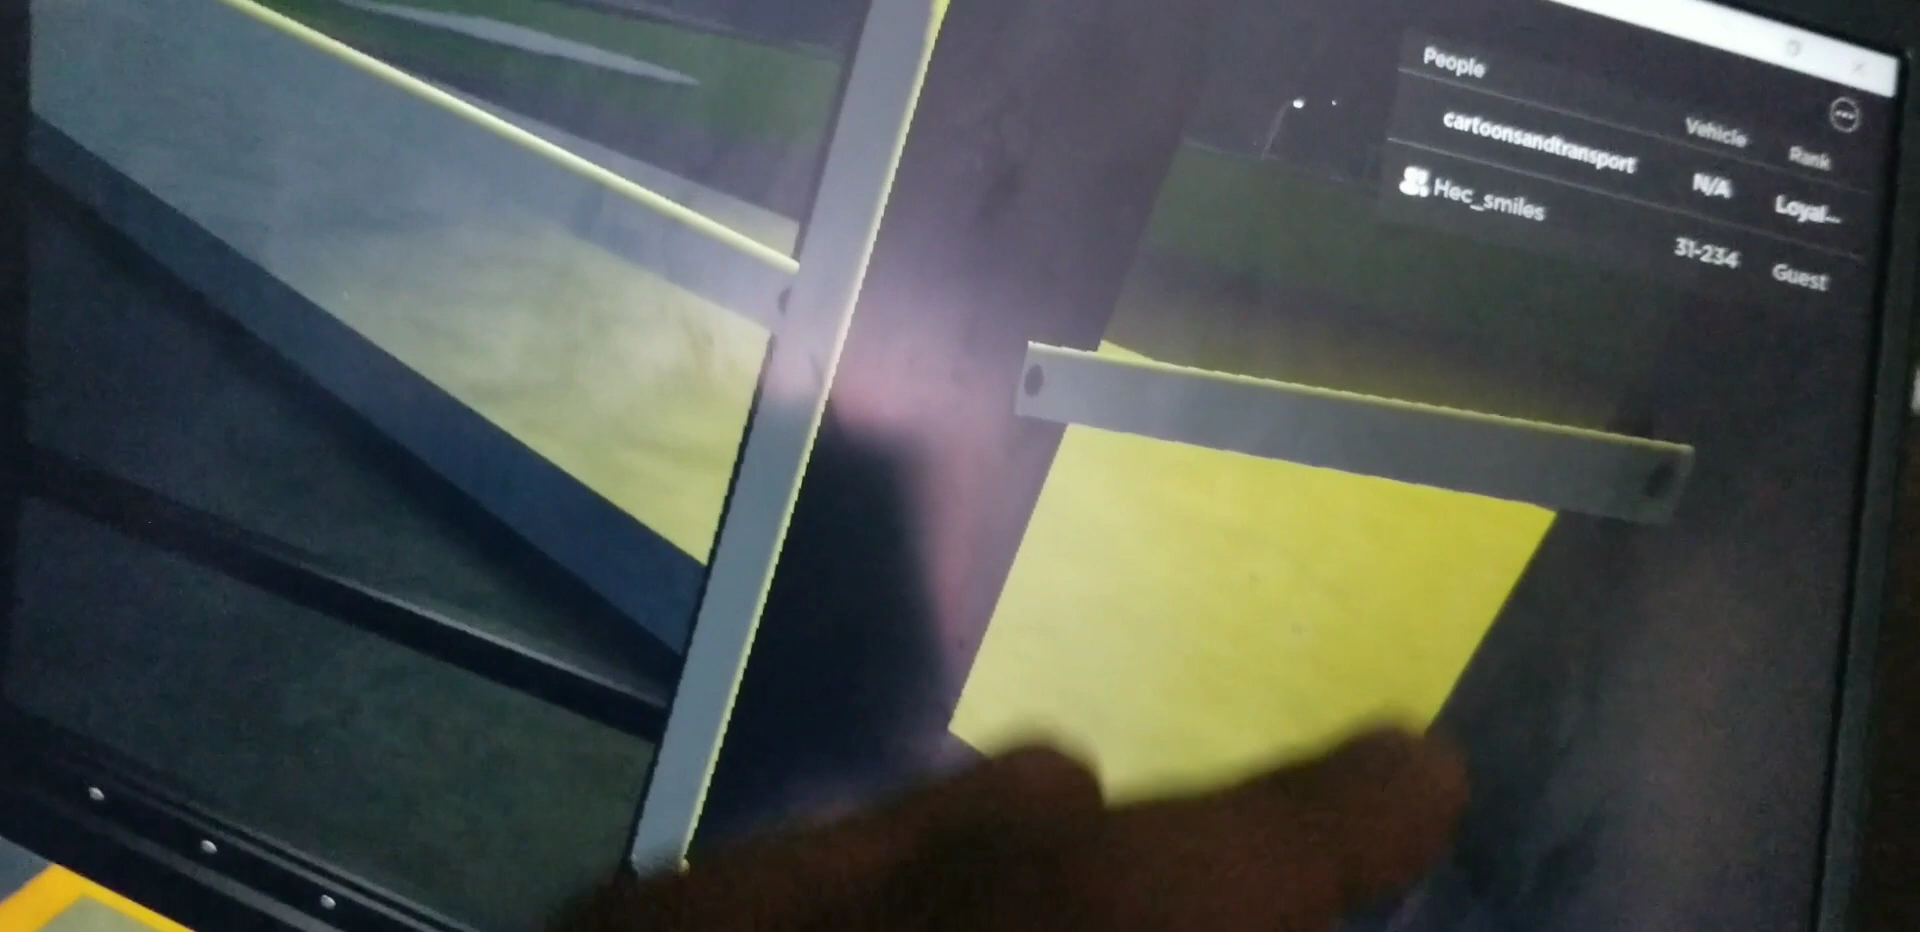 People
Vehicle Rank
cartoonsandtransport N/A Loyal...
Hec_smiles 31-234 Guest